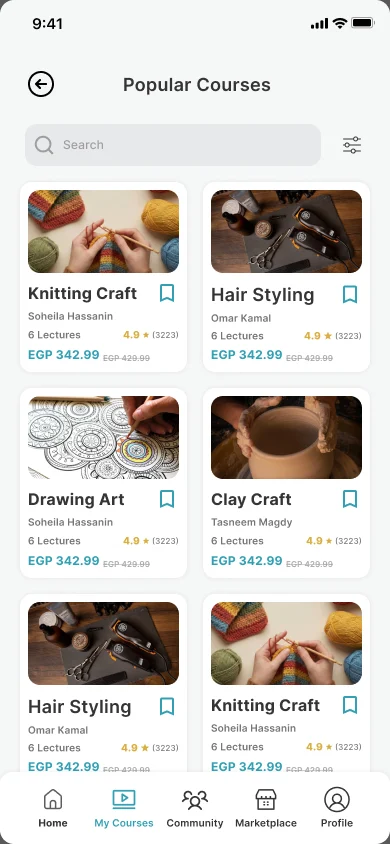 9:41
Popular Courses
Search
Knitting Craft
Soheila Hassanin
6 Lectures 4.9 ★ (3223)
EGP 342.99 EGP 429.99
Hair Styling
Omar Kamal
6 Lectures 4.9 ★ (3223)
EGP 342.99 EGP 429.99
Drawing Art
Soheila Hassanin
6 Lectures 4.9 ★ (3223)
EGP 342.99 EGP 429.99
Clay Craft
Tasneem Magdy
6 Lectures 4.9 ★ (3223)
EGP 342.99 EGP 429.99
Hair Styling
Omar Kamal
6 Lectures 4.9 ★ (3223)
EGP 342.99 EGP 429.99
Knitting Craft
Soheila Hassanin
6 Lectures 4.9 ★ (3223)
EGP 342.99 EGP 429.99
Home My Courses Community Marketplace Profile